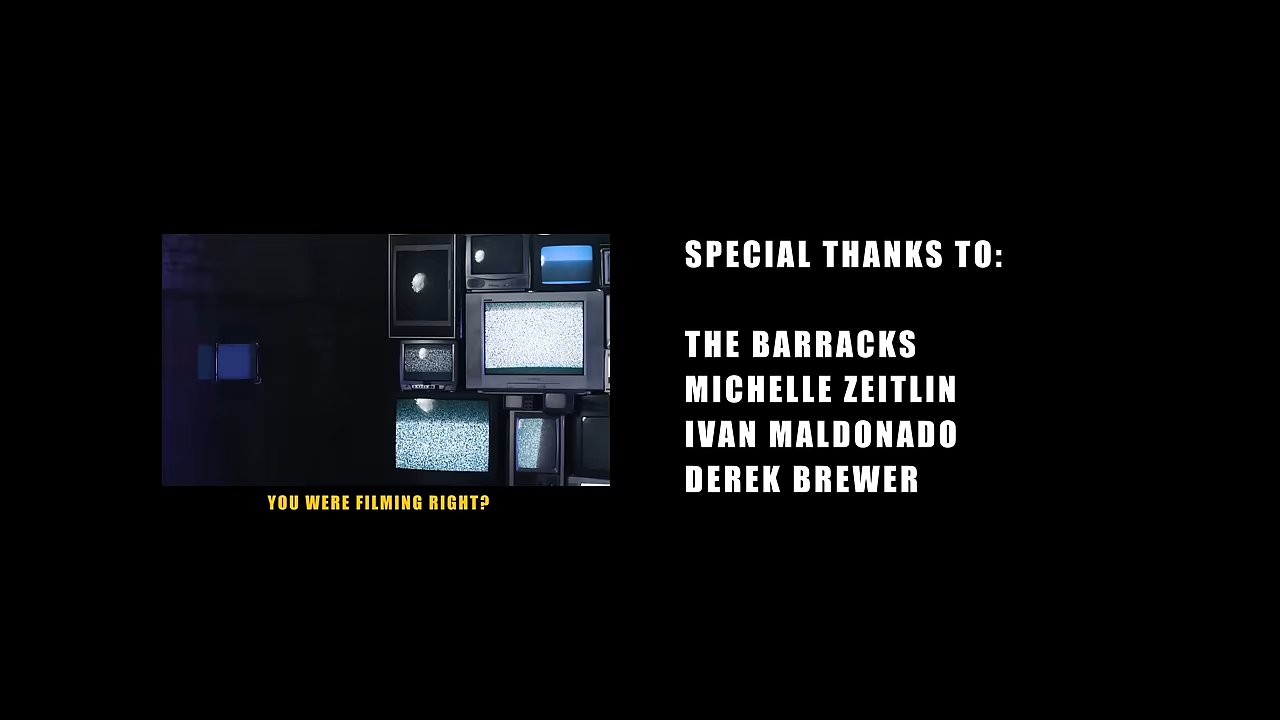 SPECIAL THANKS TO:
THE BARRACKS
MICHELLE ZEITLIN
IVAN MALDONADO
DEREK BREWER
YOU WERE FILMING RIGHT?